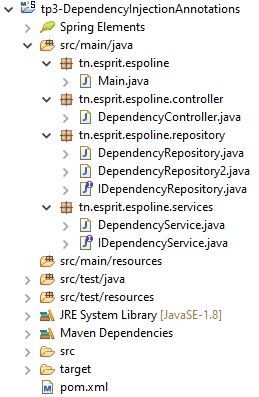 tp3-DependencyInjectionAnnotations
Spring Elements
src/main/java
tn.esprit.espoline
Main.java
tn.esprit.espoline.controller
DependencyController.java
tn.esprit.espoline.repository
DependencyRepository.java
DependencyRepository2.java
IDependencyRepository.java
tn.esprit.espoline.services
DependencyService.java
IDependencyService.java
src/main/resources
src/test/java
src/test/resources
JRE System Library [JavaSE-1.8]
Maven Dependencies
src
target
pom.xml